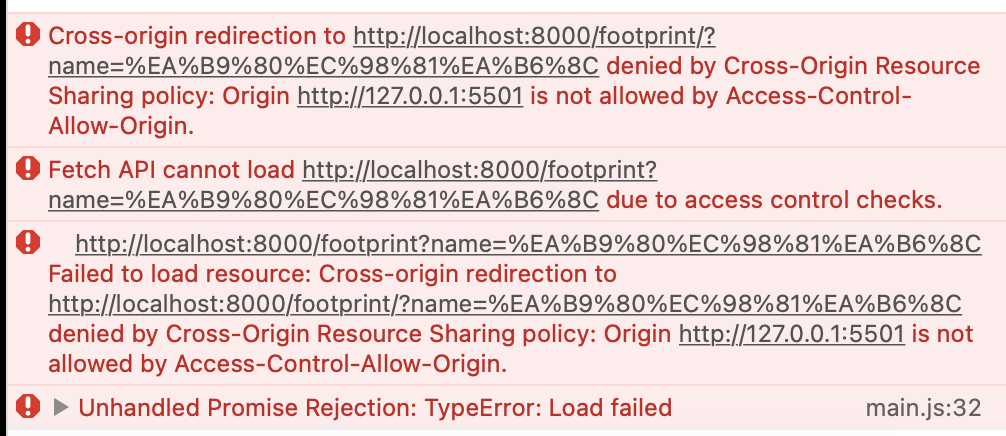 Cross-origin redirection to http://localhost:8000/footprint/?
name=%EA%B9%80%EC%98%81%EA%B6%8C denied by Cross-Origin Resource
Sharing policy: Origin http://127.0.0.1:5501 is not allowed by Access-Control-
Allow-Origin.
Fetch API cannot load http://localhost:8000/footprint?
name=%EA%B9%80%EC%98%81%EA%B6%8C due to access control checks.
http://localhost:8000/footprint?name=%EA%B9%80%EC%98%81%EA%B6%8C
Failed to load resource: Cross-origin redirection to
http://localhost:8000/footprint/?name=%EA%B9%80%EC%98%81%EA%B6%8C
denied by Cross-Origin Resource Sharing policy: Origin http://127.0.0.1:5501 is not
allowed by Access-Control-Allow-Origin.
Unhandled Promise Rejection: TypeError: Load failed main.js:32